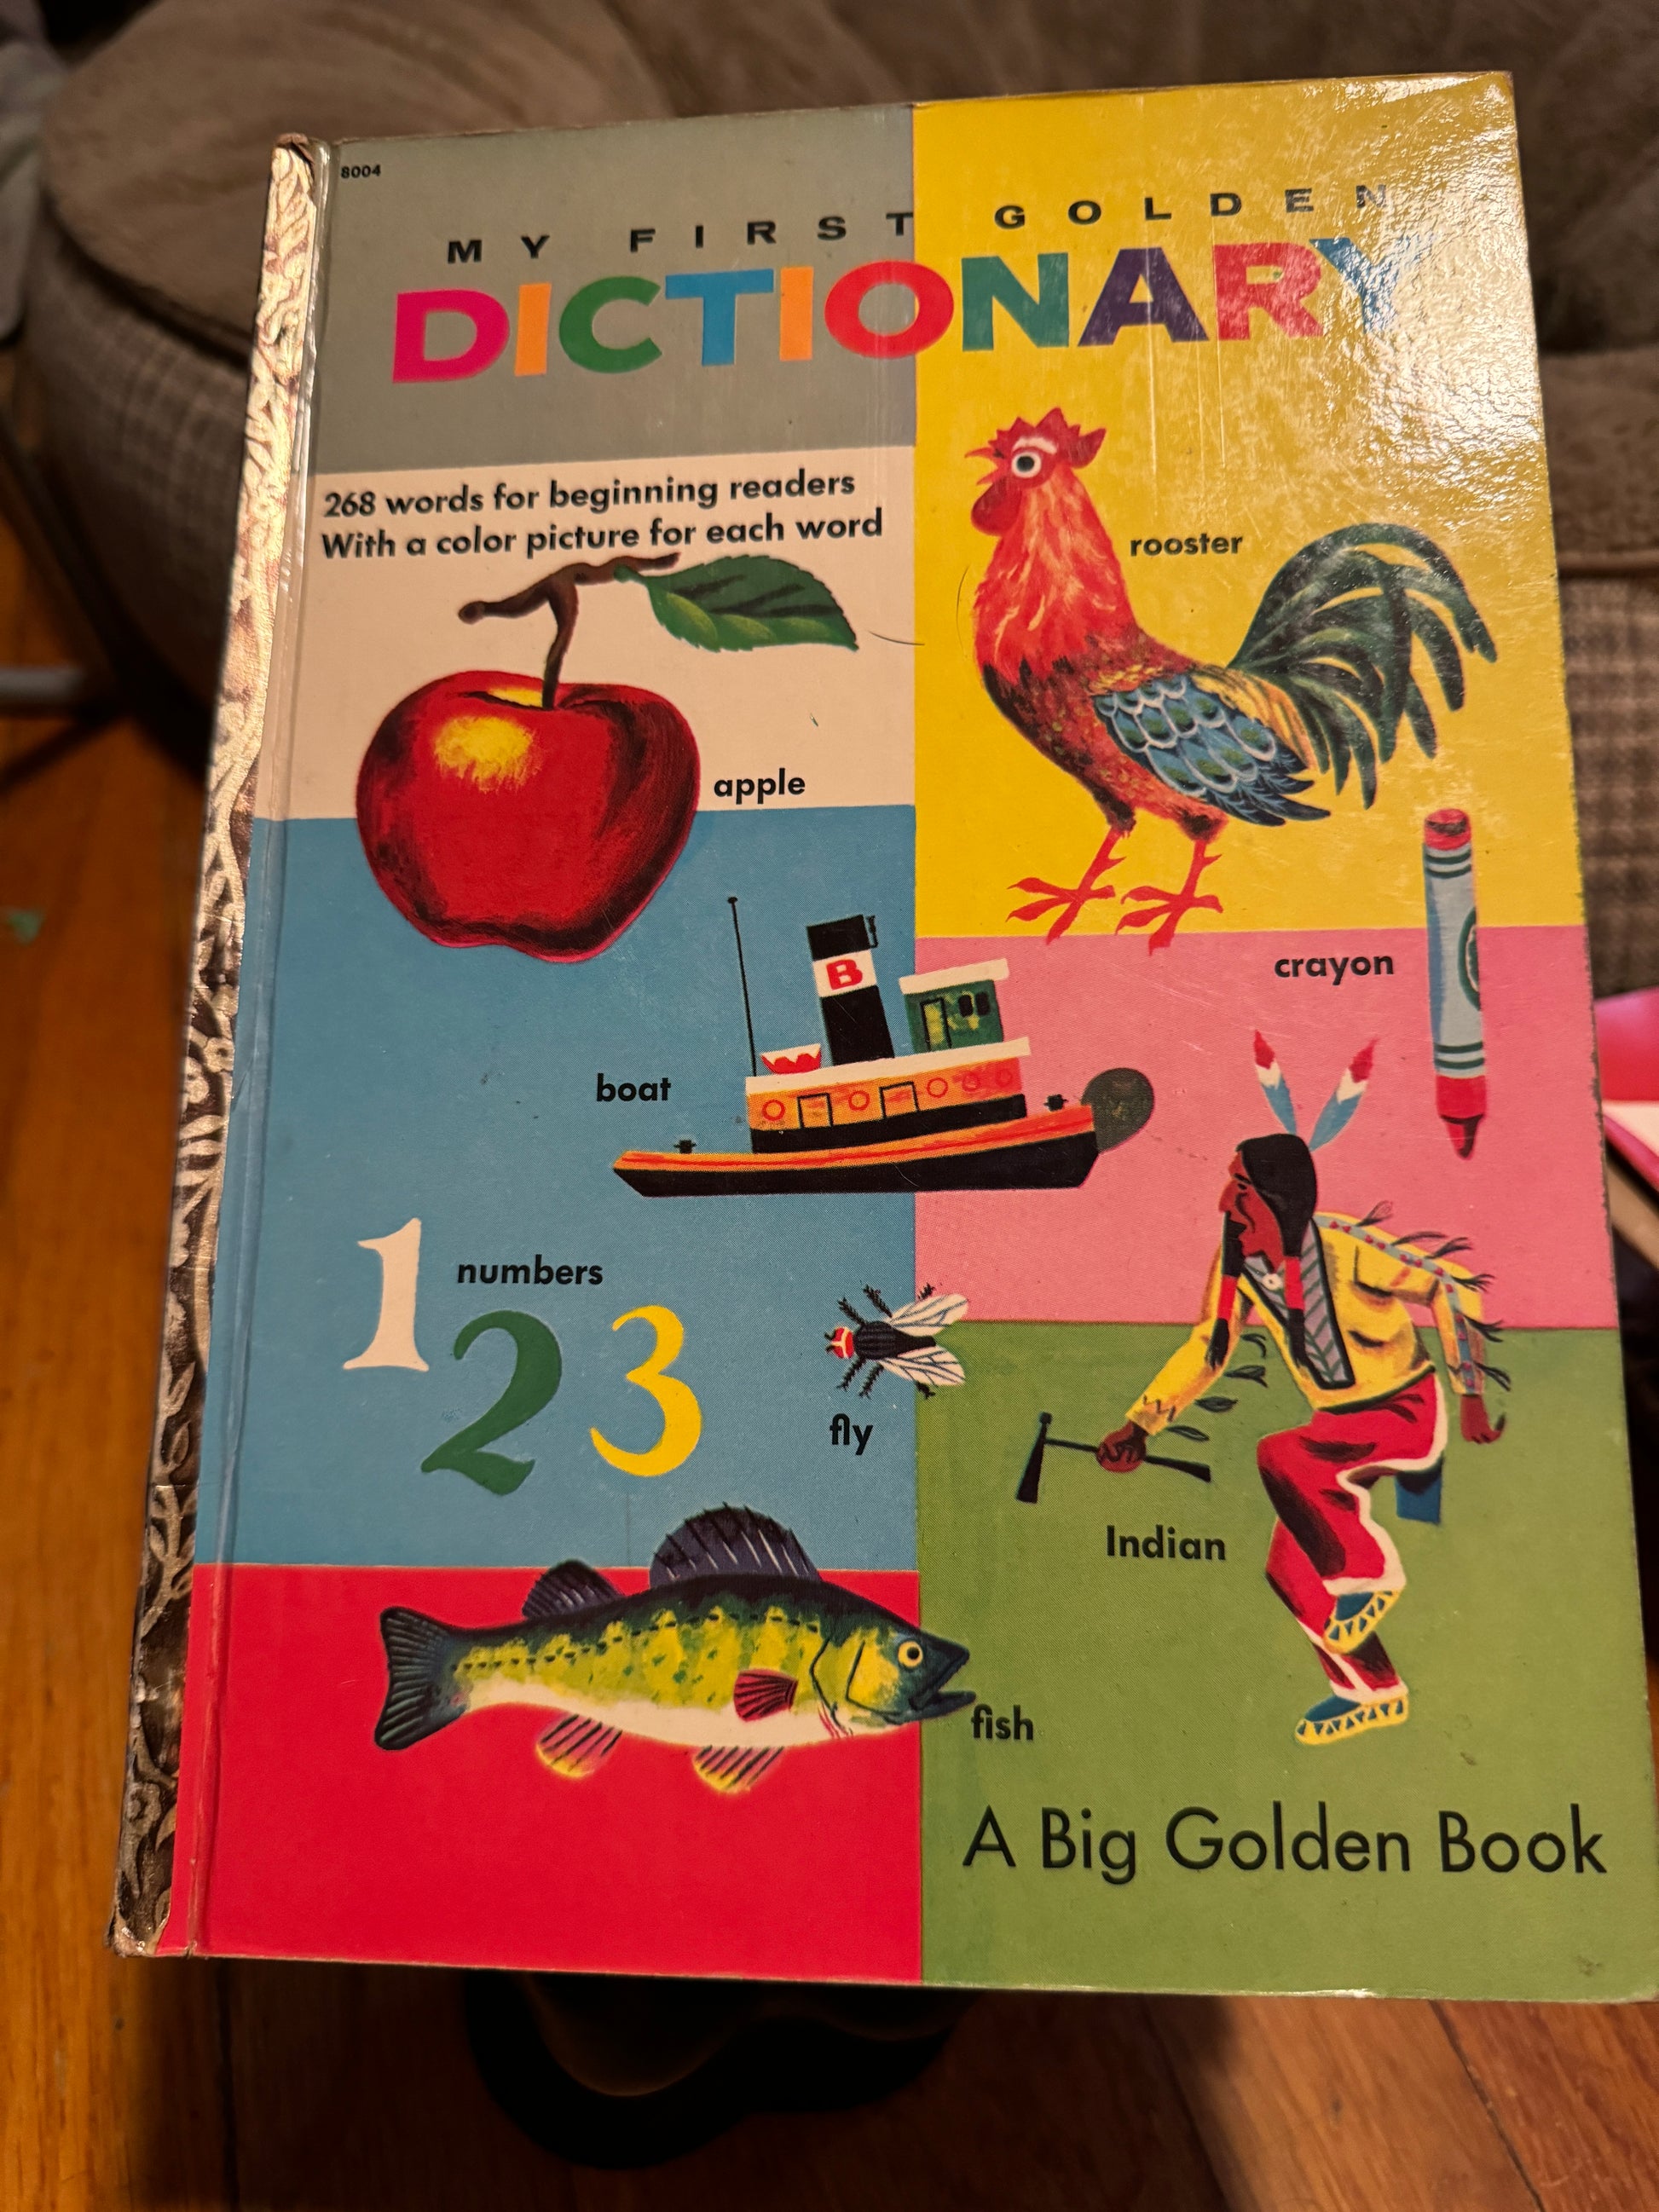 8004
MY FIRST GOLDEN
DICTIONARY
268 words for beginning readers
With a color picture for each word
rooster
apple
crayon
B
boat
numbers
1
2 3
fly
Indian
fish
A Big Golden Book